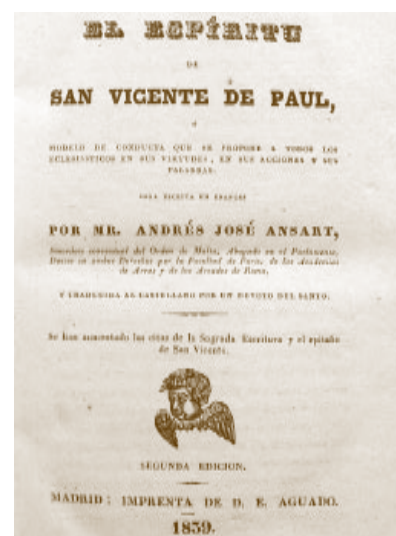 EL ESPÍRITU
DE
SAN VICENTE DE PAUL,
Ó
MODELO DE CONDUCTA QUE SE PROPONE A TODOS LOS
ECLESIASTICOS EN SUS VIRTUDES, EN SUS ACCIONES Y SUS
PALABRAS.
OBRA ESCRITA EN FRANCES
POR MR. ANDRÉS JOSÉ ANSART,
conventual del Orden de Malta, Abogado en el Parlamento,
Doctor en ambos Derechos por la Facultad de Paris, de las Academias
de Arras y de los Arcades de Roma,
Y TRADUCIDA AL CASTELLANO POR UN DEVOTO DEL SANTO.
Se han aumentado las citas de la Sagrada Escritura y el epitafio
de San Vicente.
SEGUNDA EDICION.
MADRID: IMPRENTA DE D. E. AGUADO.
1839.